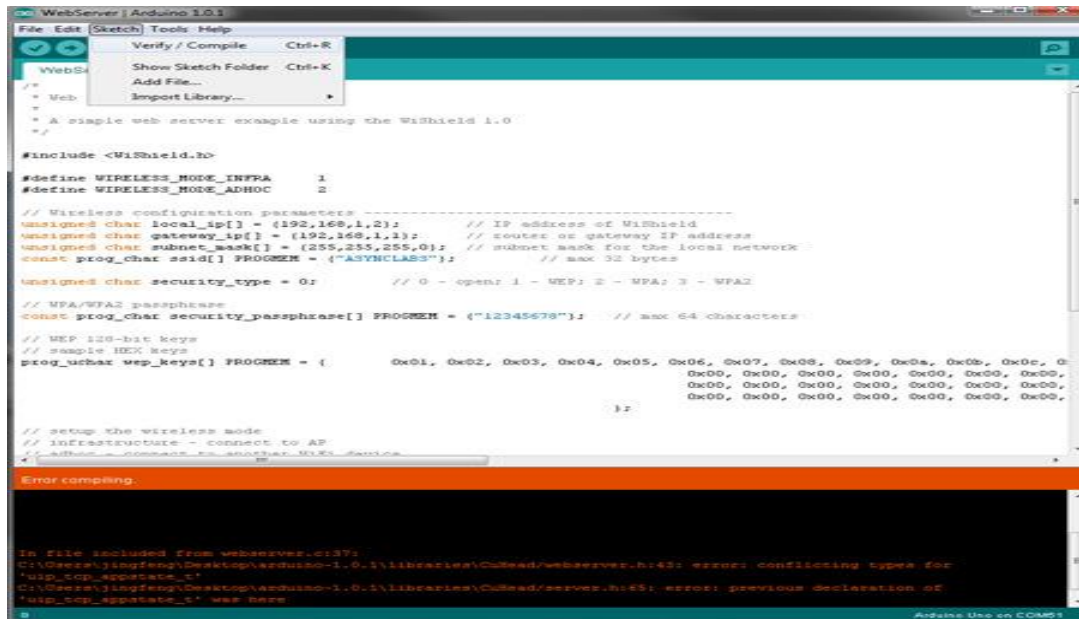 WebServer | Arduino 1.0.1
File Edit Sketch Tools Help
Verify / Compile Ctrl+R
Show Sketch Folder Ctrl+K
Add File...
Import Library...
WebS
/*
* Web
*
* A simple web server example using the WiShield 1.0
*/
#include <WiShield.h>
#define WIRELESS_MODE_INFRA 1
#define WIRELESS_MODE_ADHOC 2
// Wireless configuration parameters ----------------------------------------
unsigned char local_ip[] = {192,168,1,2}; // IP address of WiShield
unsigned char gateway_ip[] = {192,168,1,1}; // router or gateway IP address
unsigned char subnet_mask[] = {255,255,255,0}; // subnet mask for the local network
const prog_char ssid[] PROGMEM = {"ASYNCLABS"}; // max 32 bytes
unsigned char security_type = 0; // 0 - open; 1 - WEP; 2 - WPA; 3 - WPA2
// WPA/WPA2 passphrase
const prog_char security_passphrase[] PROGMEM = {"12345678"}; // max 64 characters
// WEP 128-bit keys
// sample HEX keys
prog_uchar wep_keys[] PROGMEM = { 0x01, 0x02, 0x03, 0x04, 0x05, 0x06, 0x07, 0x08, 0x09, 0x0a, 0x0b, 0x0c, 0
0x00, 0x00, 0x00, 0x00, 0x00, 0x00, 0x00,
0x00, 0x00, 0x00, 0x00, 0x00, 0x00, 0x00,
0x00, 0x00, 0x00, 0x00, 0x00, 0x00, 0x00,
};
// setup the wireless mode
// infrastructure - connect to AP
// adhoc - connect to another WiFi device
Error compiling.
In file included from webserver.c:37:
C:\Users\jingfeng\Desktop\arduino-1.0.1\libraries\CuHead/webserver.h:43: error: conflicting types for
'uip_tcp_appstate_t'
C:\Users\jingfeng\Desktop\arduino-1.0.1\libraries\CuHead/server.h:65: error: previous declaration of
'uip_tcp_appstate_t' was here
Arduino Uno on COM51